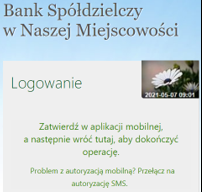 Bank Spółdzielczy
w Naszej Miejscowości
Logowanie
2021-05-07 09:01
Zatwierdź w aplikacji mobilnej,
a następnie wróć tutaj, aby dokończyć
operację.
Problem z autoryzacją mobilną? Przełącz na
autoryzację SMS.